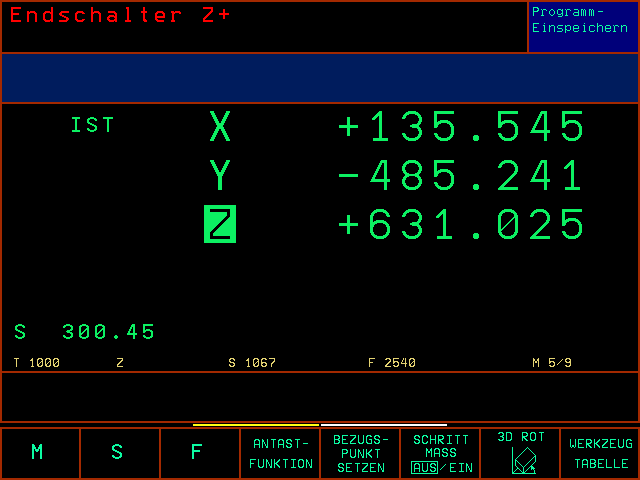 Endschalter Z+
Programm-
Einspeichern
IST X +135.545
Y -485.241
Z +631.025
S 300.45
T 1000 Z S 1067 F 2540 M 5/9
M
S
F
ANTAST-
FUNKTION
BEZUGS-
PUNKT
SETZEN
SCHRITT
MASS
AUS/EIN
3D ROT
WERKZEUG
TABELLE